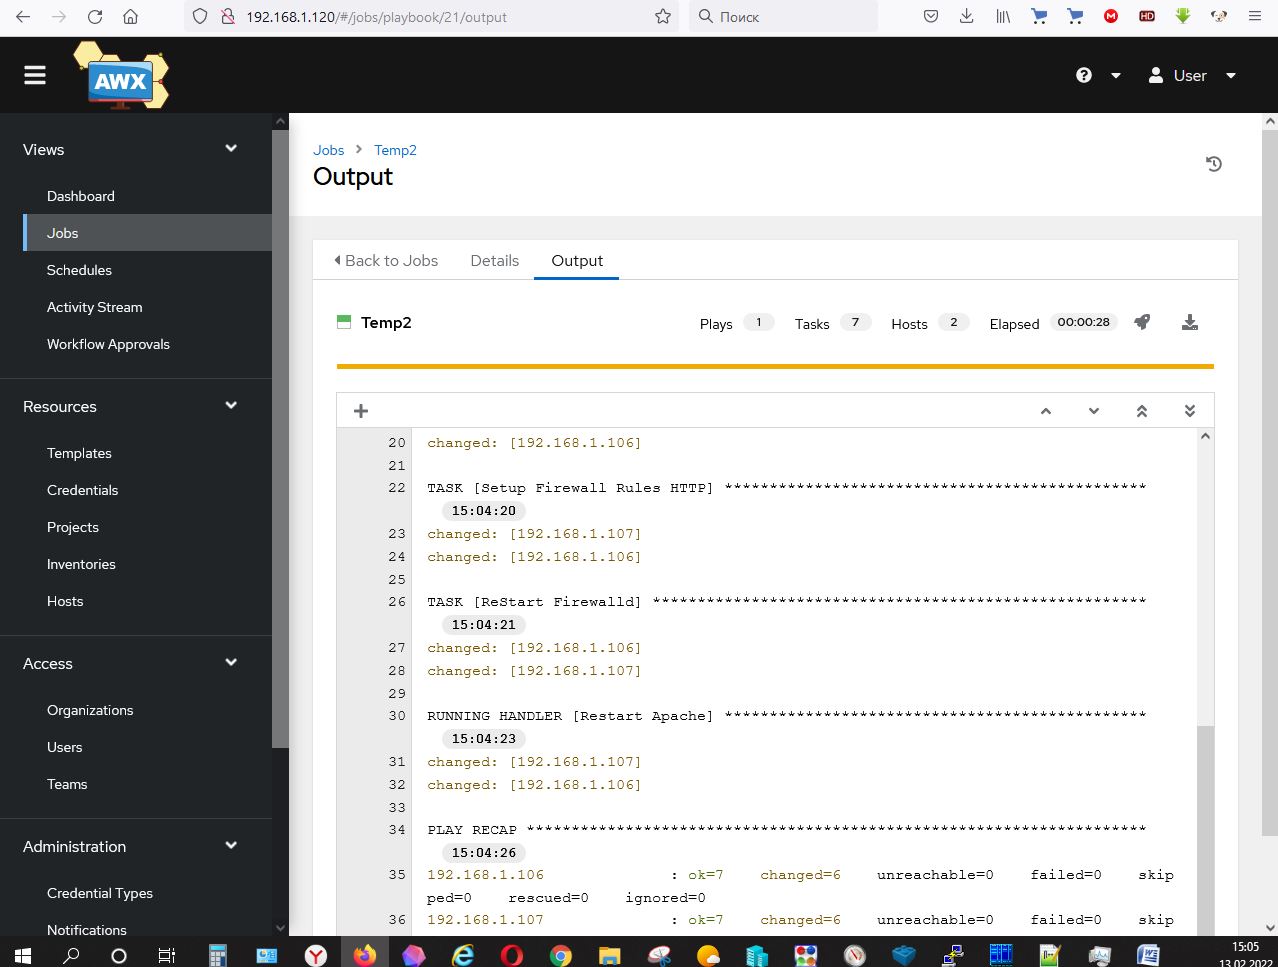 192.168.1.120/#/jobs/playbook/21/output
Поиск
M
HD
AWX
User
Views
Dashboard
Jobs
Schedules
Activity Stream
Workflow Approvals
Resources
Templates
Credentials
Projects
Inventories
Hosts
Access
Organizations
Users
Teams
Administration
Credential Types
Notifications
Jobs > Temp2
Output
Back to Jobs Details Output
Temp2 Plays 1 Tasks 7 Hosts 2 Elapsed 00:00:28
20 changed: [192.168.1.106]
21
22 TASK [Setup Firewall Rules HTTP] ***********************************************
15:04:20
23 changed: [192.168.1.107]
24 changed: [192.168.1.106]
25
26 TASK [ReStart Firewalld] *******************************************************
15:04:21
27 changed: [192.168.1.106]
28 changed: [192.168.1.107]
29
30 RUNNING HANDLER [Restart Apache] ***********************************************
15:04:23
31 changed: [192.168.1.107]
32 changed: [192.168.1.106]
33
34 PLAY RECAP *********************************************************************
15:04:26
35 192.168.1.106 : ok=7 changed=6 unreachable=0 failed=0 skip
ped=0 rescued=0 ignored=0
36 192.168.1.107 : ok=7 changed=6 unreachable=0 failed=0 skip
15:05
13.02.2022